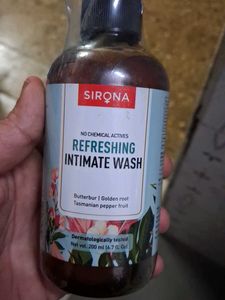 SIRONA
NO CHEMICAL ACTIVES
REFRESHING
INTIMATE WASH
Butterbur | Golden root
Tasmanian pepper fruit
Dermatologically tested
Net vol. 200 ml (6.7 fl. Oz)